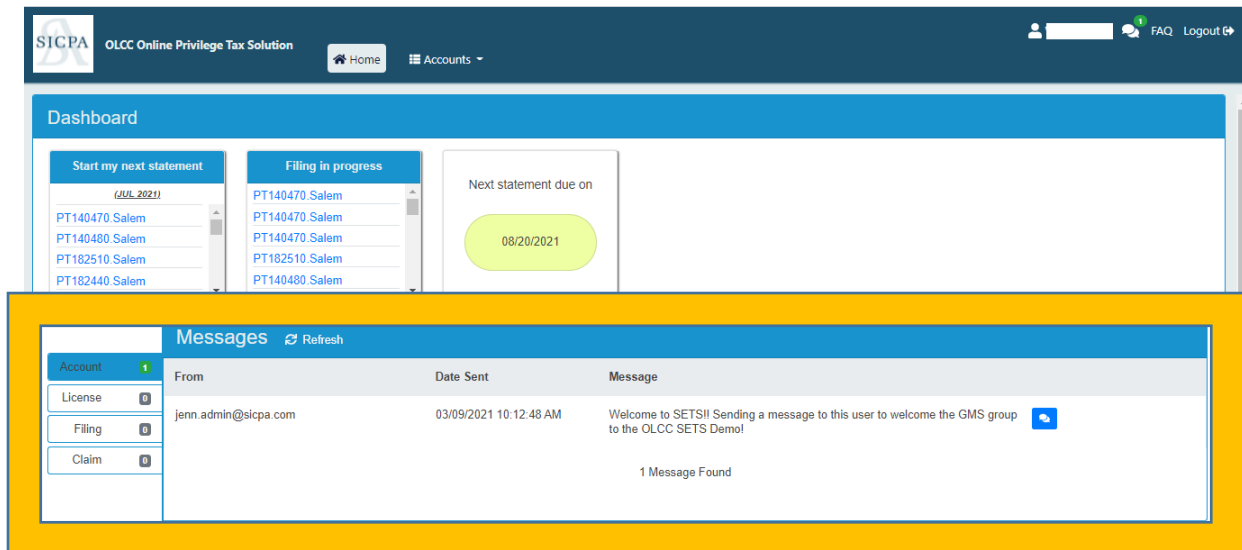 SICPA
OLCC Online Privilege Tax Solution
Home
Accounts
1
FAQ
Logout
Dashboard
Start my next statement
(JUL 2021)
PT140470.Salem
PT140480.Salem
PT182510.Salem
PT182440.Salem
Filing in progress
PT140470.Salem
PT140470.Salem
PT140470.Salem
PT182510.Salem
PT140480.Salem
Next statement due on
08/20/2021
Messages Refresh
Account 1
License 0
Filing 0
Claim 0
From Date Sent Message
jenn.admin@sicpa.com 03/09/2021 10:12:48 AM Welcome to SETS!! Sending a message to this user to welcome the GMS group
to the OLCC SETS Demo!
1 Message Found